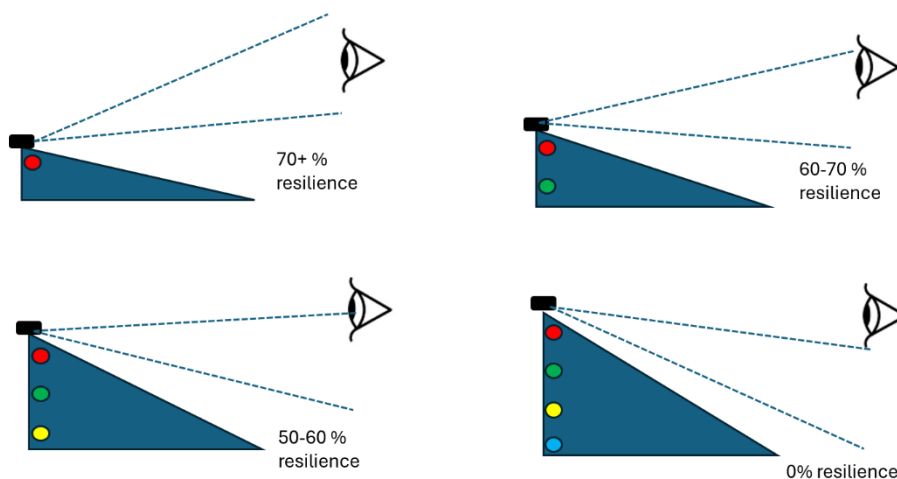 70+ %
resilience
60-70 %
resilience
50-60 %
resilience
0% resilience